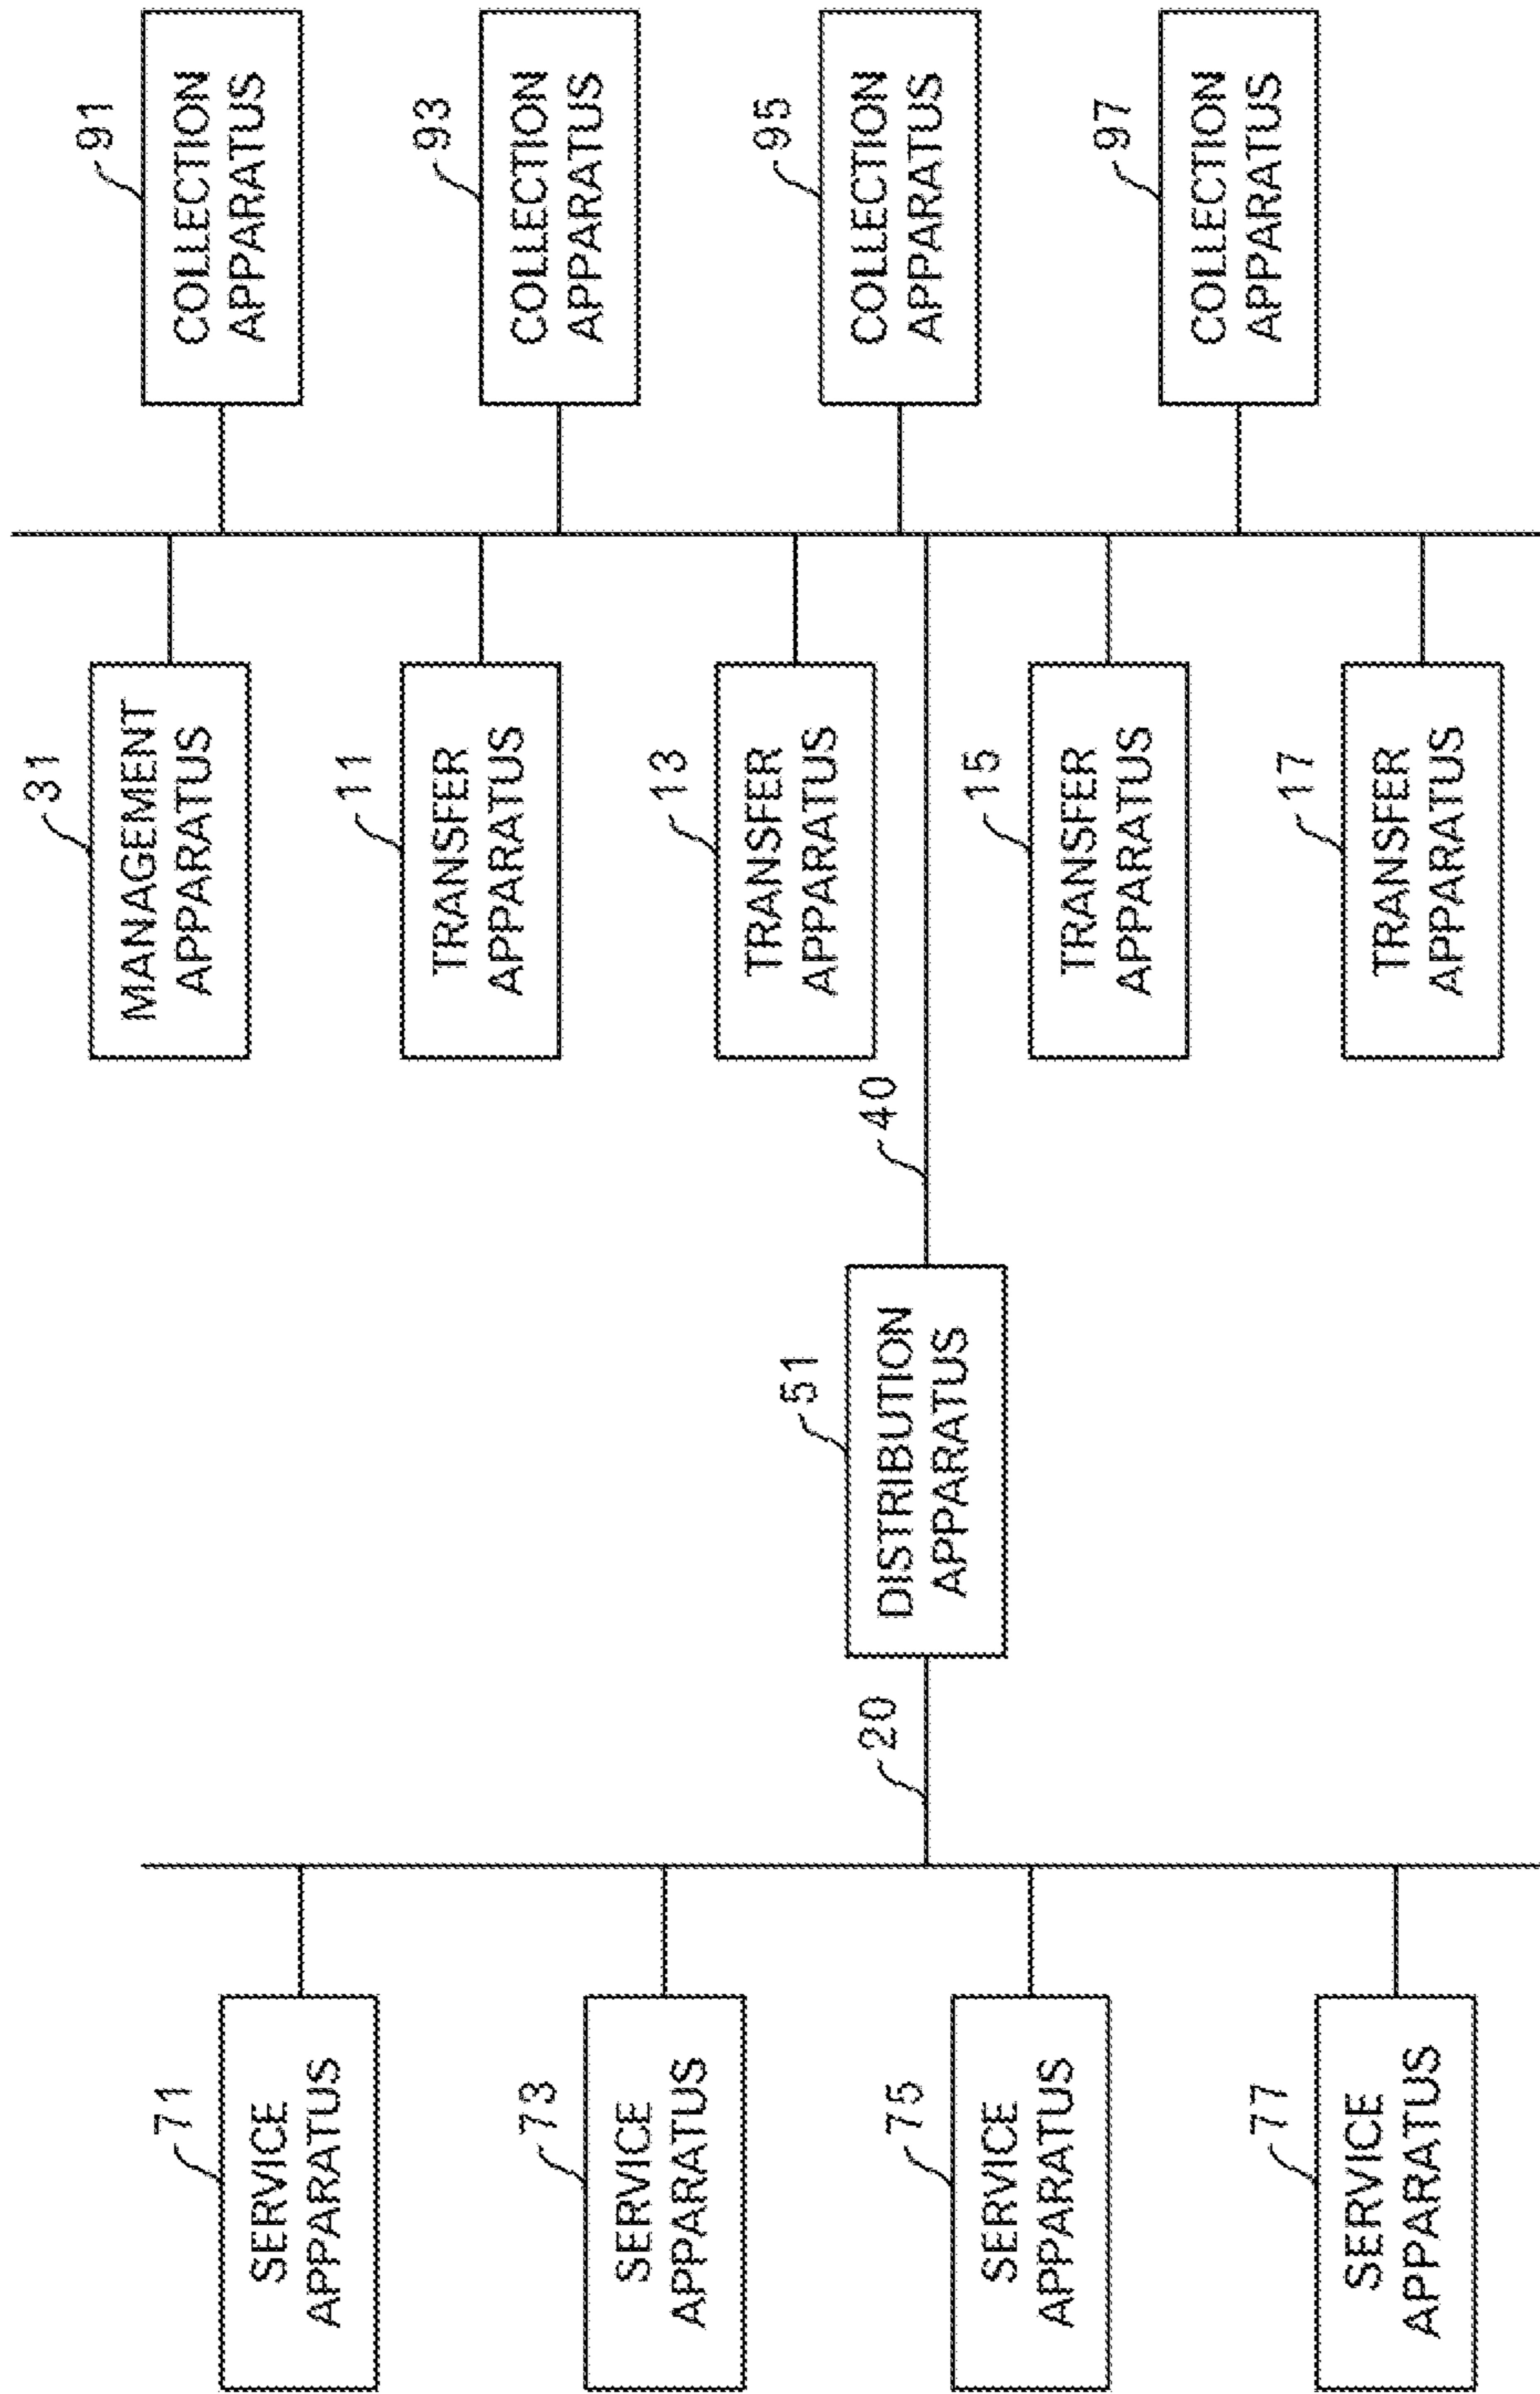 71
SERVICE
APPARATUS
73
SERVICE
APPARATUS
75
SERVICE
APPARATUS
77
SERVICE
APPARATUS
20
51
DISTRIBUTION
APPARATUS
40
31
MANAGEMENT
APPARATUS
11
TRANSFER
APPARATUS
13
TRANSFER
APPARATUS
15
TRANSFER
APPARATUS
17
TRANSFER
APPARATUS
91
COLLECTION
APPARATUS
93
COLLECTION
APPARATUS
95
COLLECTION
APPARATUS
97
COLLECTION
APPARATUS